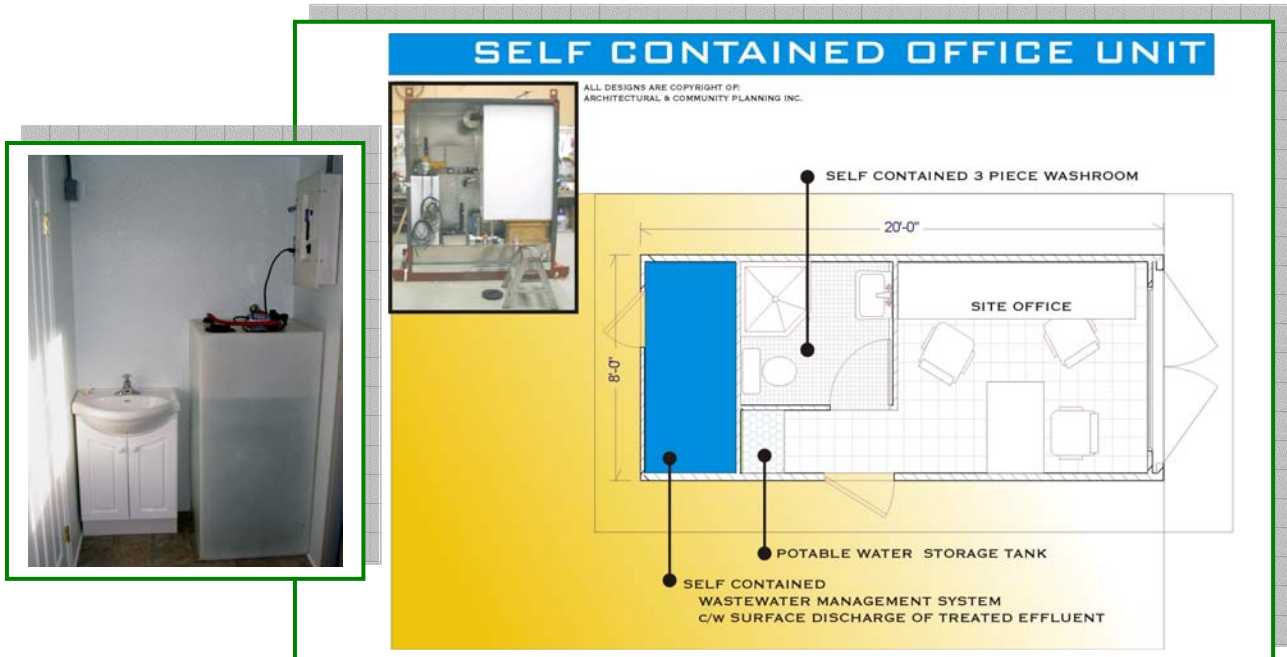 SELF CONTAINED OFFICE UNIT
ALL DESIGNS ARE COPYRIGHT OF:
ARCHITECTURAL & COMMUNITY PLANNING INC.
SELF CONTAINED 3 PIECE WASHROOM
20'-0"
SITE OFFICE
8'-0"
POTABLE WATER STORAGE TANK
SELF CONTAINED
WASTEWATER MANAGEMENT SYSTEM
C/W SURFACE DISCHARGE OF TREATED EFFLUENT